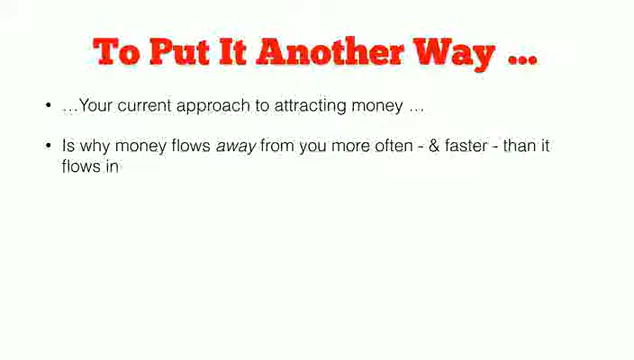 To Put It Another Way ...
• …Your current approach to attracting money …
• Is why money flows away from you more often - & faster - than it
flows in